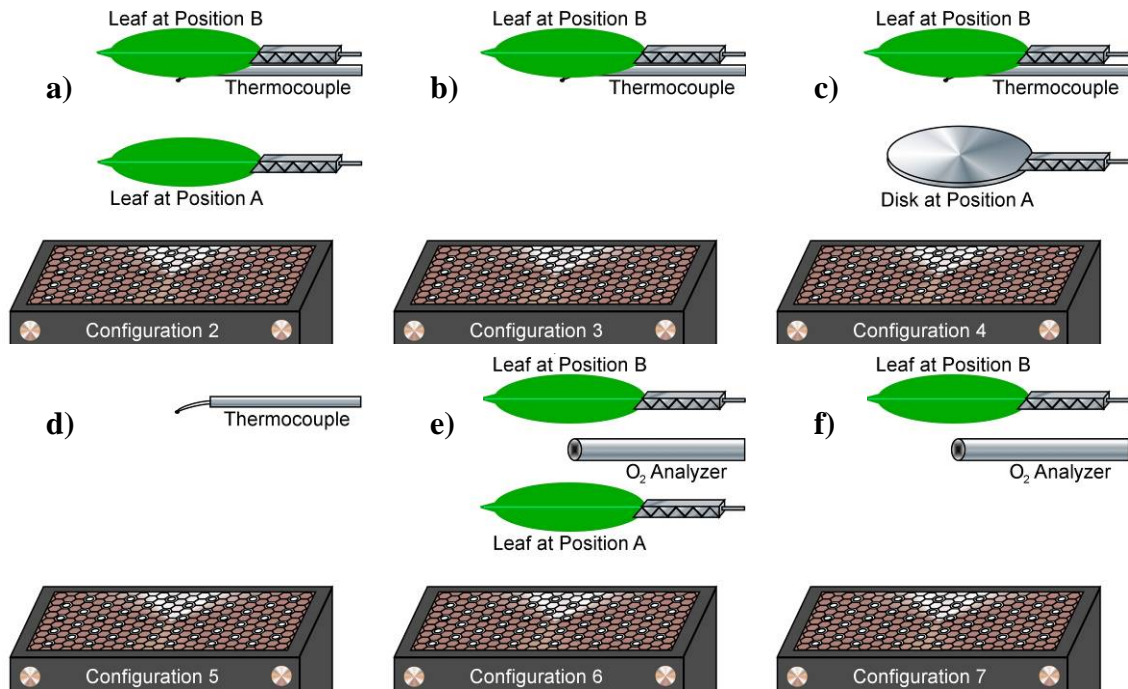 Leaf at Position B
a)
Thermocouple
Leaf at Position A
Configuration 2
Leaf at Position B
b)
Thermocouple
Configuration 3
Leaf at Position B
c)
Thermocouple
Disk at Position A
Configuration 4
d)
Thermocouple
Configuration 5
Leaf at Position B
e)
O₂ Analyzer
Leaf at Position A
Configuration 6
Leaf at Position B
f)
O₂ Analyzer
Configuration 7